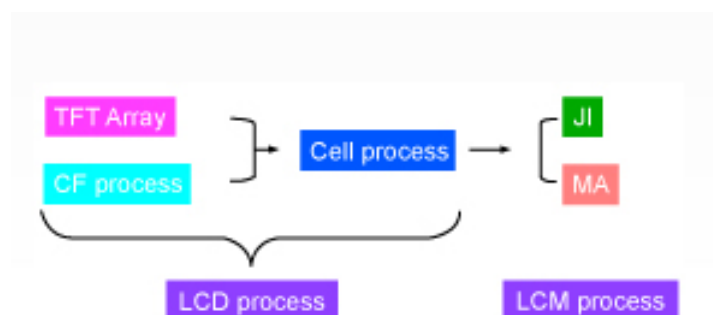 TFT Array
CF process
Cell process
JI
MA
LCD process
LCM process